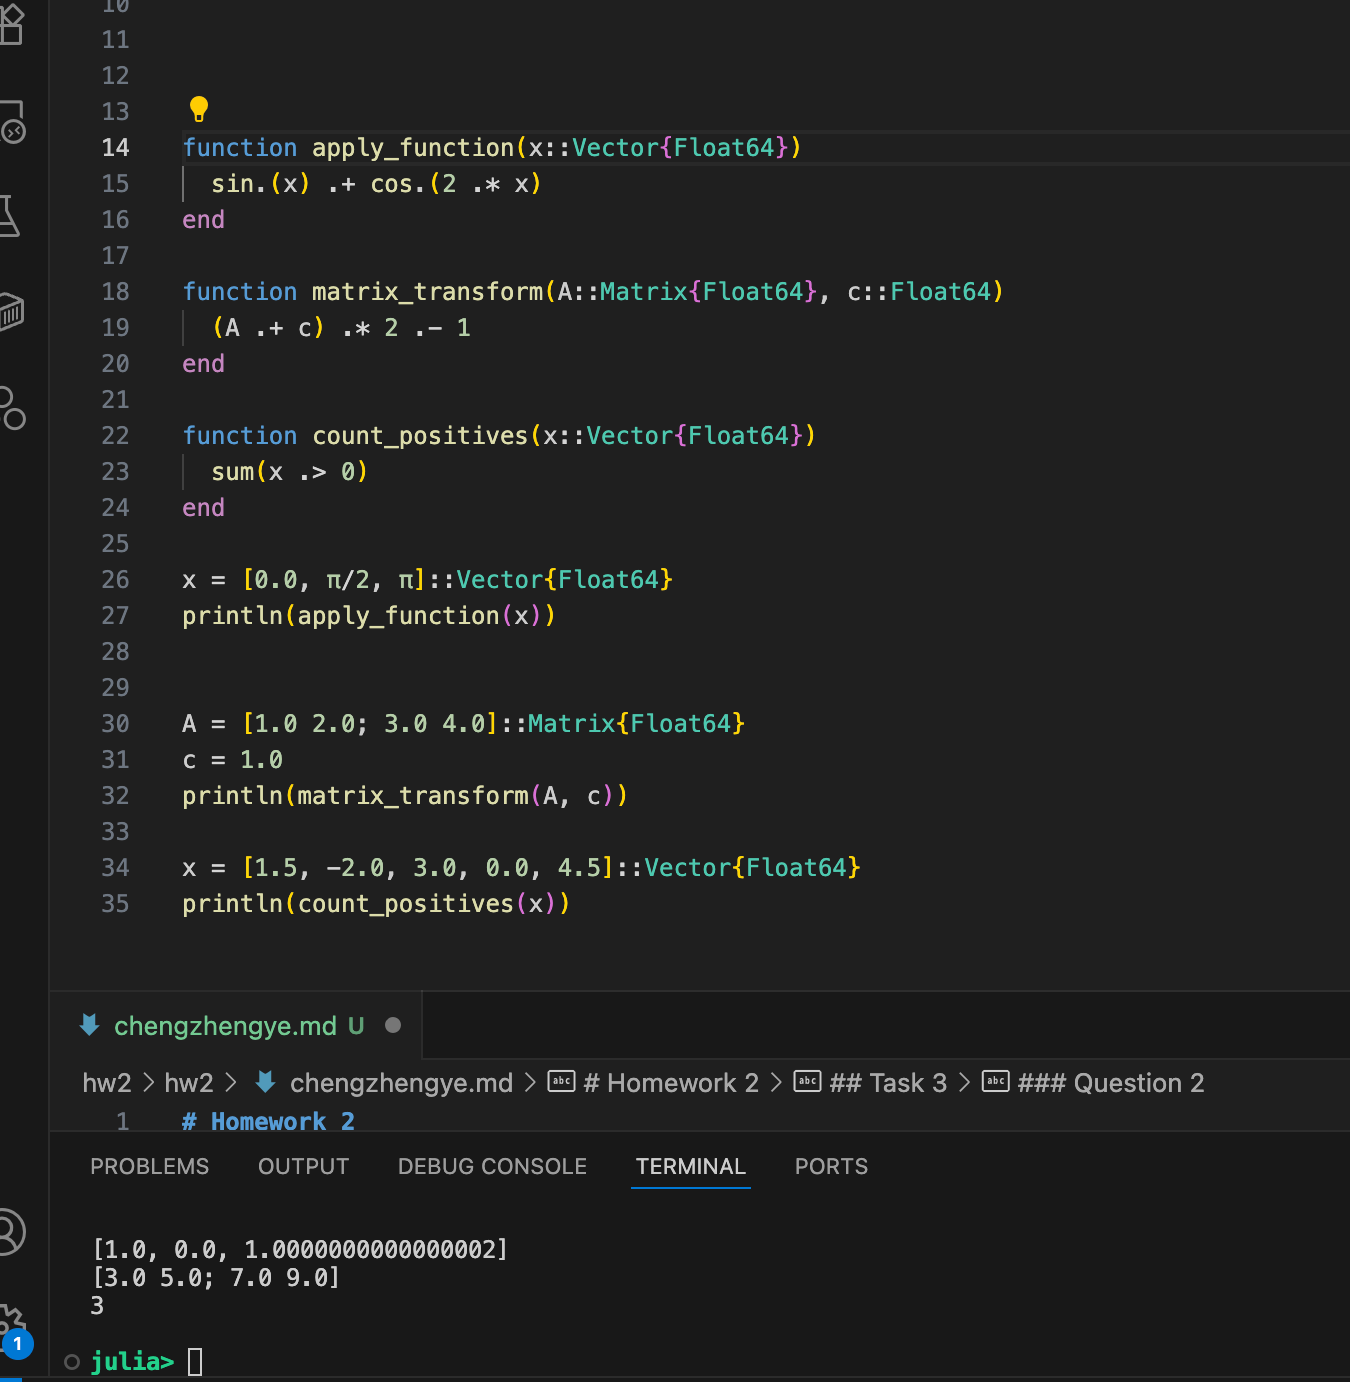 10
11
12
13
14 function apply_function(x::Vector{Float64})
15 sin.(x) .+ cos.(2 .* x)
16 end
17
18 function matrix_transform(A::Matrix{Float64}, c::Float64)
19 (A .+ c) .* 2 .- 1
20 end
21
22 function count_positives(x::Vector{Float64})
23 sum(x .> 0)
24 end
25
26 x = [0.0, π/2, π]::Vector{Float64}
27 println(apply_function(x))
28
29
30 A = [1.0 2.0; 3.0 4.0]::Matrix{Float64}
31 c = 1.0
32 println(matrix_transform(A, c))
33
34 x = [1.5, -2.0, 3.0, 0.0, 4.5]::Vector{Float64}
35 println(count_positives(x))
chengzhengye.md U
hw2 > hw2 > chengzhengye.md > abc # Homework 2 > abc ## Task 3 > abc ### Question 2
1 # Homework 2
PROBLEMS OUTPUT DEBUG CONSOLE TERMINAL PORTS
[1.0, 0.0, 1.0000000000000002]
[3.0 5.0; 7.0 9.0]
3
1
julia>